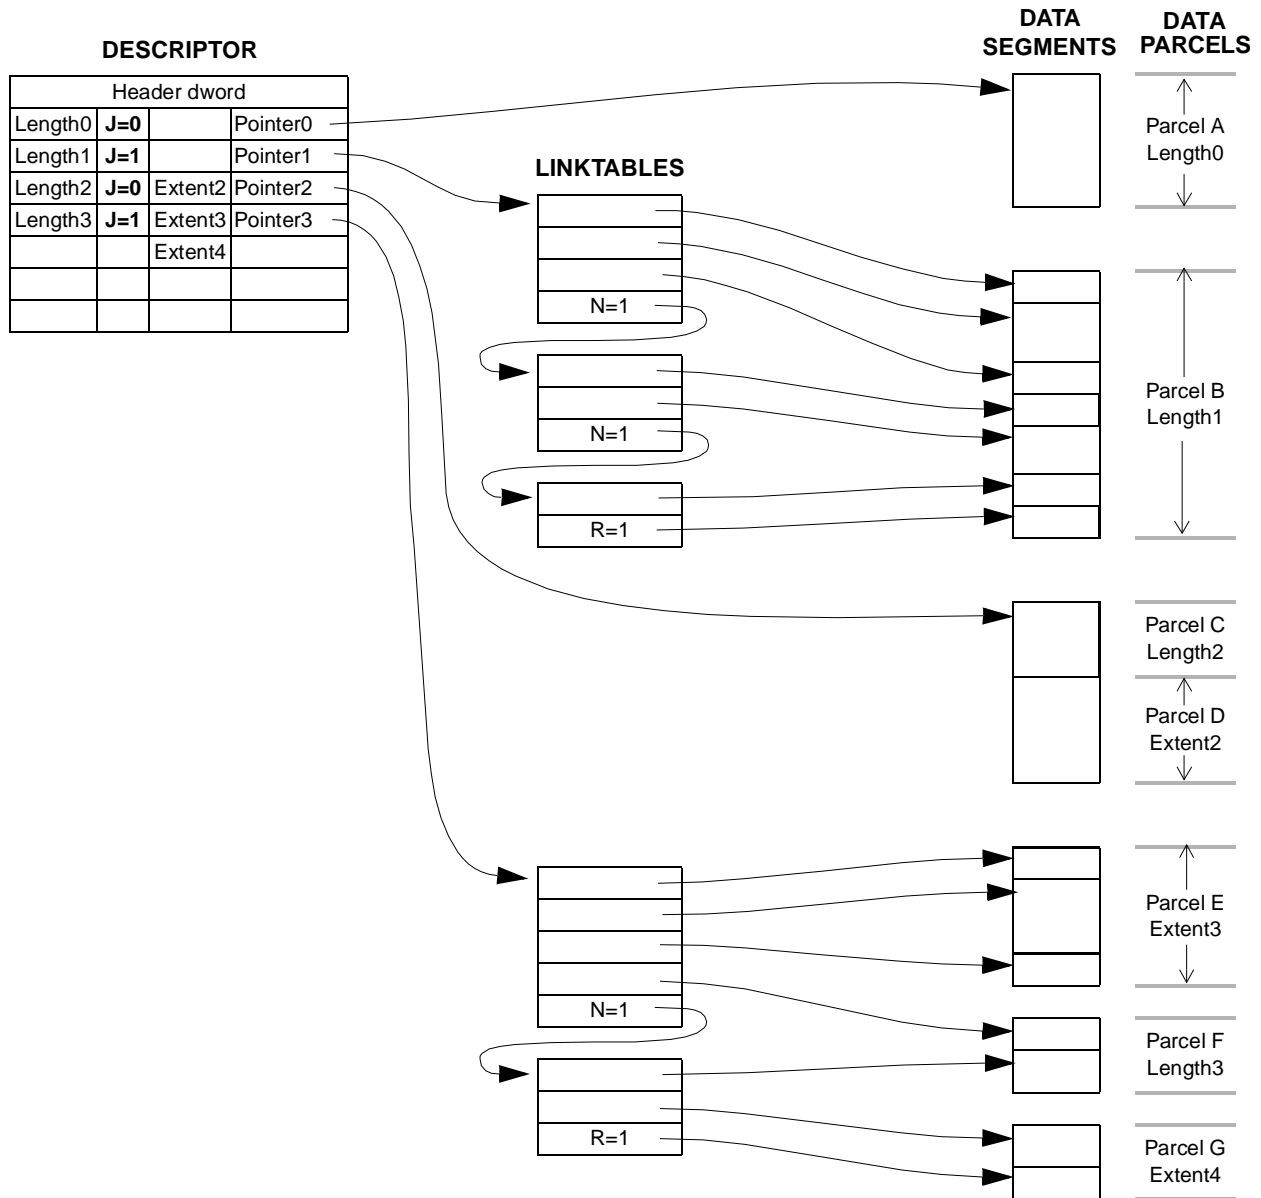 DESCRIPTOR
Header dword
Length0 J=0 Pointer0
Length1 J=1 Pointer1
Length2 J=0 Extent2 Pointer2
Length3 J=1 Extent3 Pointer3
Extent4
LINKTABLES
N=1
N=1
R=1
N=1
R=1
DATA
SEGMENTS
DATA
PARCELS
Parcel A
Length0
Parcel B
Length1
Parcel C
Length2
Parcel D
Extent2
Parcel E
Extent3
Parcel F
Length3
Parcel G
Extent4